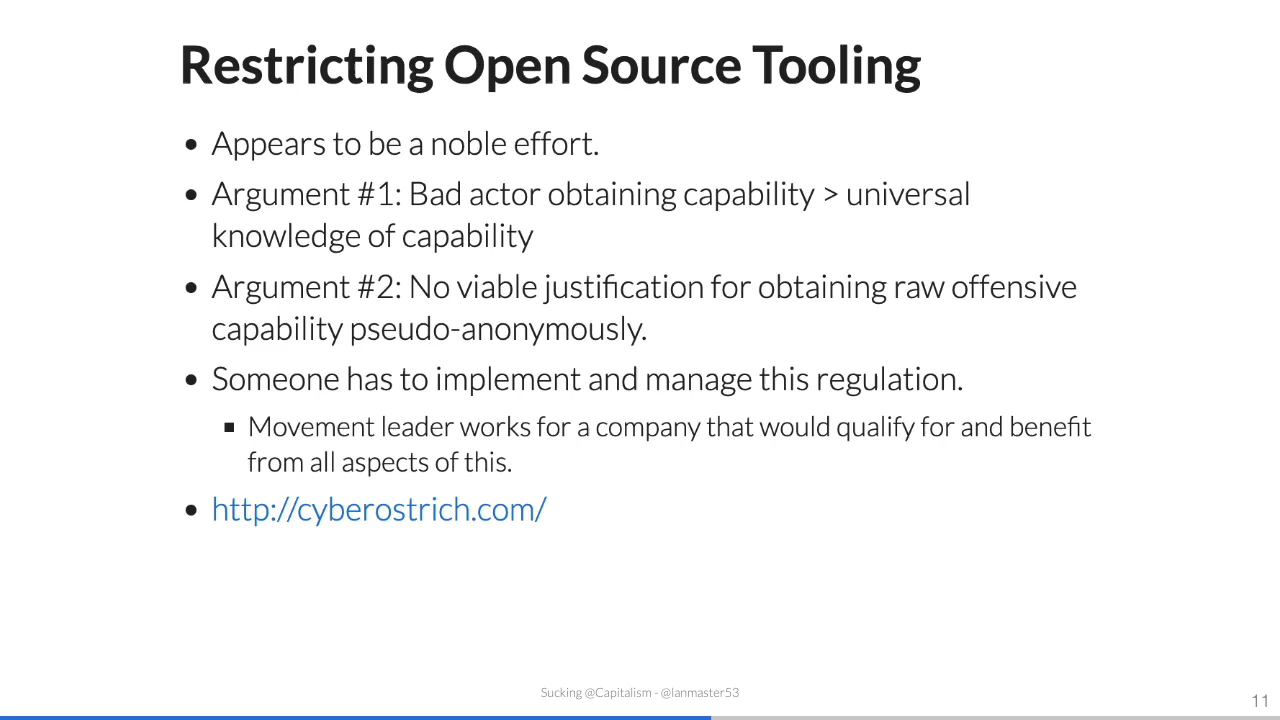 Restricting Open Source Tooling
• Appears to be a noble effort.
• Argument #1: Bad actor obtaining capability > universal
knowledge of capability
• Argument #2: No viable justification for obtaining raw offensive
capability pseudo-anonymously.
• Someone has to implement and manage this regulation.
▪ Movement leader works for a company that would qualify for and benefit
from all aspects of this.
• http://cyberostrich.com/
Sucking @Capitalism - @lanmaster53
11